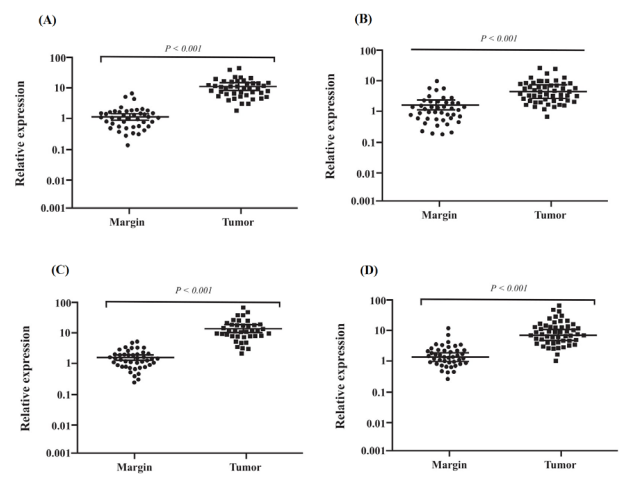 (A)
P < 0.001
100
10
1
0.1
0.01
0.001
Relative expression
Margin
Tumor
(B)
P < 0.001
100
10
1
0.1
0.01
0.001
Relative expression
Margin
Tumor
(C)
P < 0.001
100
10
1
0.1
0.01
0.001
Relative expression
Margin
Tumor
(D)
P < 0.001
100
10
1
0.1
0.01
0.001
Relative expression
Margin
Tumor